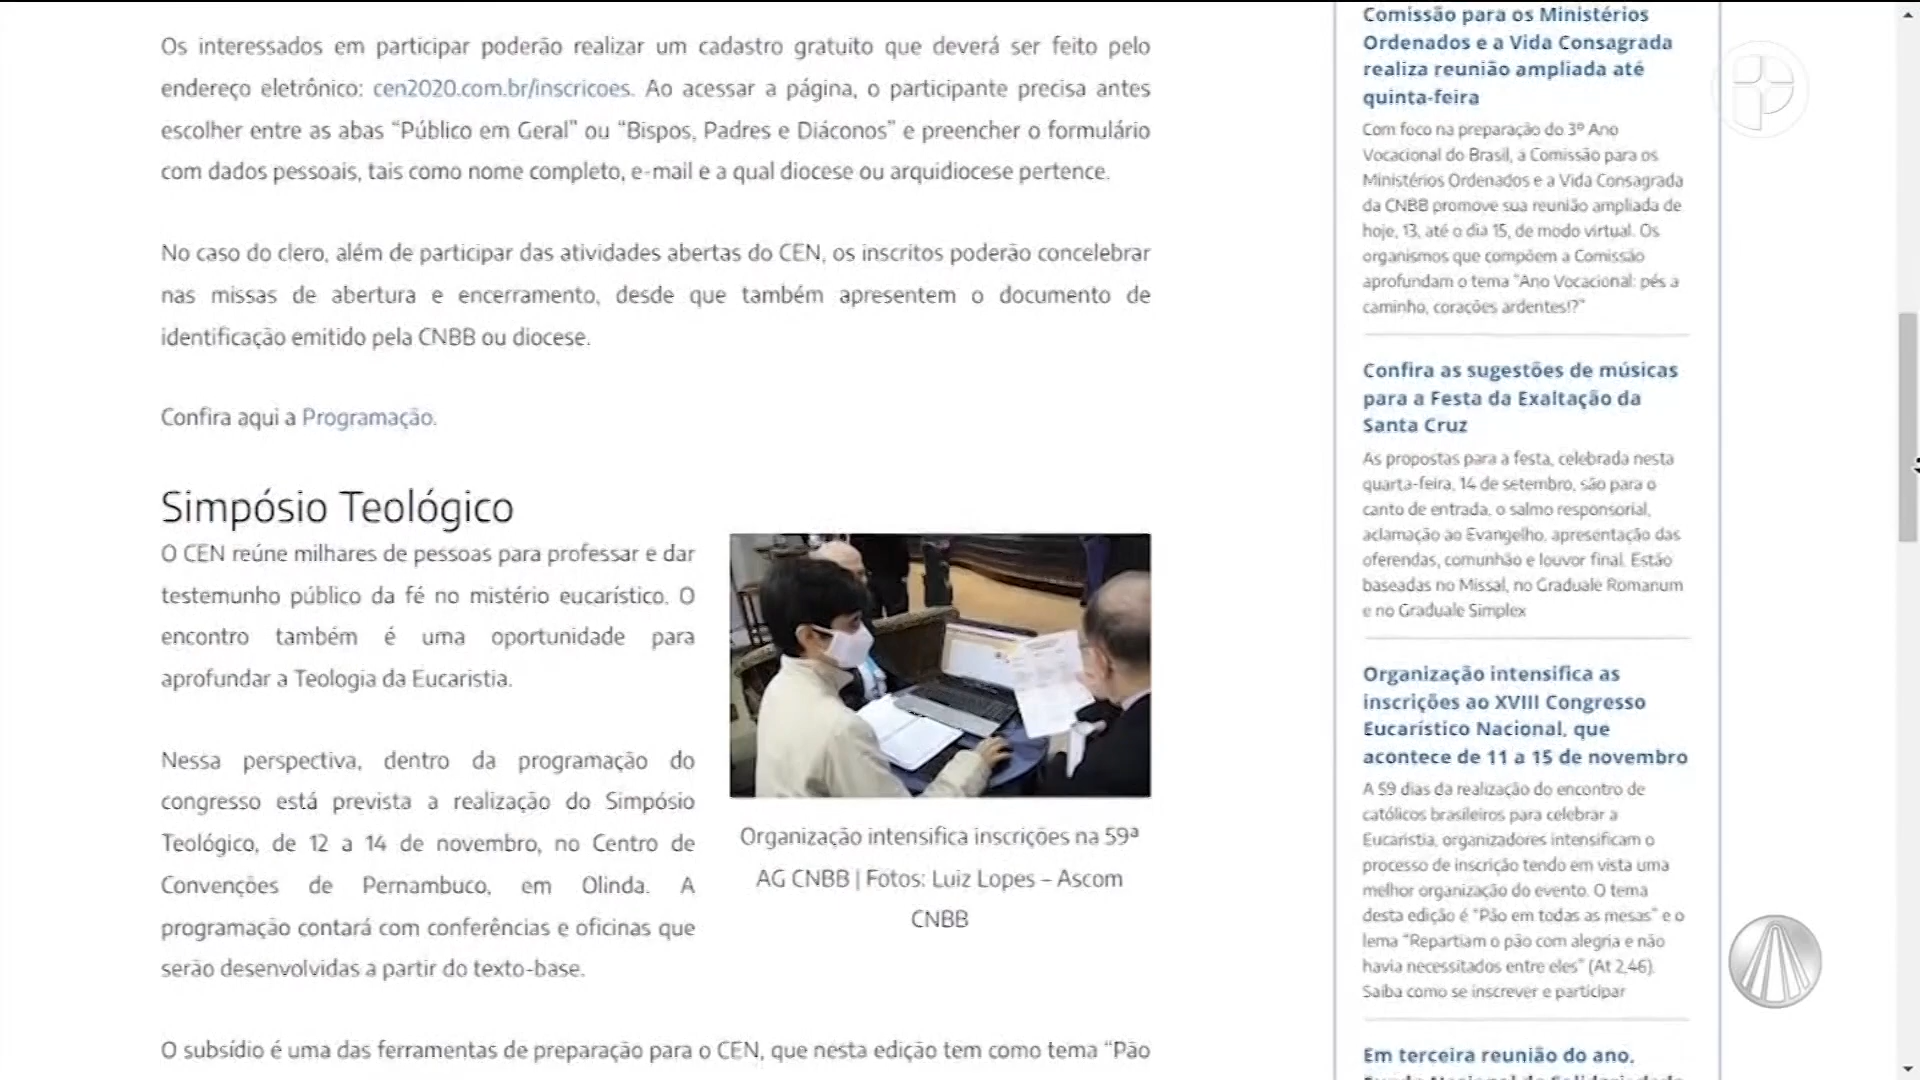 Os interessados em participar poderão realizar um cadastro gratuito que deverá ser feito pelo
endereço eletrônico: cen2020.com.br/inscricoes. Ao acessar a página, o participante precisa antes
escolher entre as abas “Público em Geral” ou “Bispos, Padres e Diáconos” e preencher o formulário
com dados pessoais, tais como nome completo, e-mail e a qual diocese ou arquidiocese pertence.
No caso do clero, além de participar das atividades abertas do CEN, os inscritos poderão concelebrar
nas missas de abertura e encerramento, desde que também apresentem o documento de
identificação emitido pela CNBB ou diocese.
Confira aqui a Programação.
Simpósio Teológico
O CEN reúne milhares de pessoas para professar e dar
testemunho público da fé no mistério eucarístico. O
encontro também é uma oportunidade para
aprofundar a Teologia da Eucaristia.
Nessa perspectiva, dentro da programação do
congresso está prevista a realização do Simpósio
Teológico, de 12 a 14 de novembro, no Centro de
Convenções de Pernambuco, em Olinda. A
programação contará com conferências e oficinas que
serão desenvolvidas a partir do texto-base.
Organização intensifica inscrições na 59ª
AG CNBB | Fotos: Luiz Lopes – Ascom
CNBB
O subsídio é uma das ferramentas de preparação para o CEN, que nesta edição tem como tema “Pão
Comissão para os Ministérios
Ordenados e a Vida Consagrada
realiza reunião ampliada até
quinta-feira
Com foco na preparação do 3º Ano
Vocacional do Brasil, a Comissão para os
Ministérios Ordenados e a Vida Consagrada
da CNBB promove sua reunião ampliada de
hoje, 13, até o dia 15, de modo virtual. Os
organismos que compõem a Comissão
aprofundam o tema “Ano Vocacional: pés a
caminho, corações ardentes!?”
Confira as sugestões de músicas
para a Festa da Exaltação da
Santa Cruz
As propostas para a festa, celebrada nesta
quarta-feira, 14 de setembro, são para o
canto de entrada, o salmo responsorial,
aclamação ao Evangelho, apresentação das
oferendas, comunhão e louvor final. Estão
baseadas no Missal, no Graduale Romanum
e no Graduale Simplex
Organização intensifica as
inscrições ao XVIII Congresso
Eucarístico Nacional, que
acontece de 11 a 15 de novembro
A 59 dias da realização do encontro de
católicos brasileiros para celebrar a
Eucaristia, organizadores intensificam o
processo de inscrição tendo em vista uma
melhor organização do evento. O tema
desta edição é “Pão em todas as mesas” e o
lema “Repartiam o pão com alegria e não
havia necessitados entre eles” (At 2,46).
Saiba como se inscrever e participar
Em terceira reunião do ano,